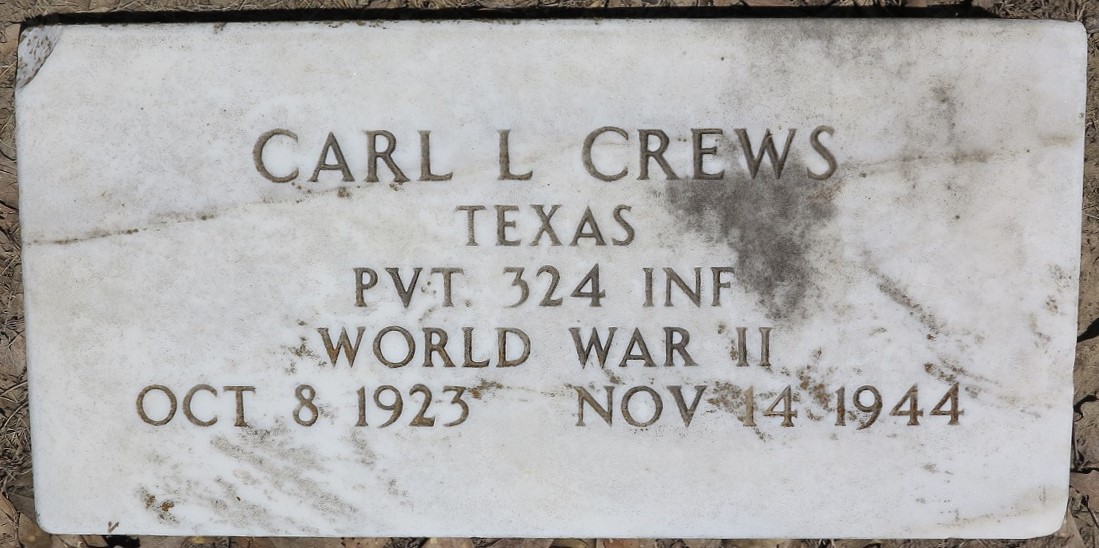 CARL L CREWS
TEXAS
PVT 324 INF
WORLD WAR II
OCT 8 1923 NOV 14 1944